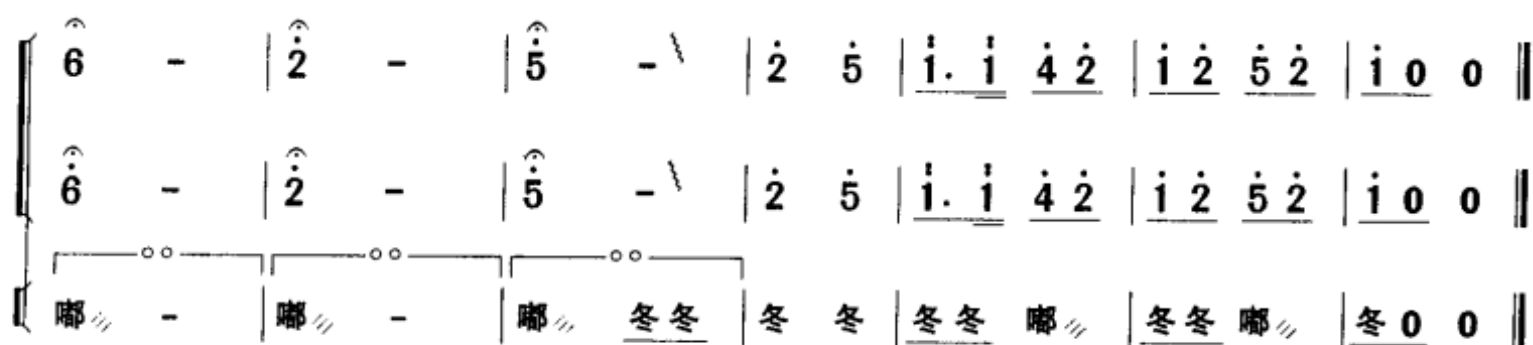 6 - | 2̇ - | 5̇ - | 2̇ 5̇ | 1̈. 1̈ 4̇ 2̇ | 1̇ 2̇ 5̇ 2̇ | 1̇ 0 0 ‖
6̇ - | 2̇ - | 5̇ - | 2̇ 5̇ | 1̈. 1̈ 4̇ 2̇ | 1̇ 2̇ 5̇ 2̇ | 1̇ 0 0 ‖
嘟 - | 嘟 - | 嘟 冬冬 | 冬 冬 | 冬冬 嘟 | 冬冬 嘟 | 冬 0 0 ‖